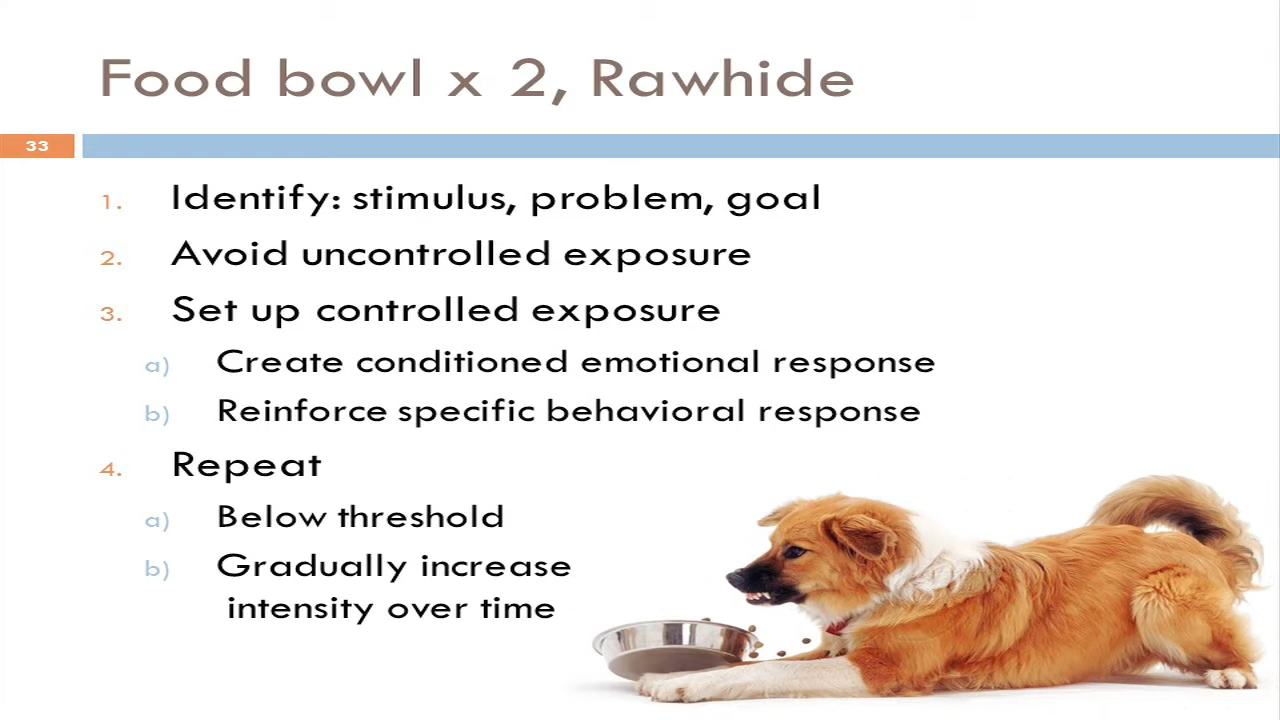 Food bowl x 2, Rawhide
33
1. Identify: stimulus, problem, goal
2. Avoid uncontrolled exposure
3. Set up controlled exposure
a) Create conditioned emotional response
b) Reinforce specific behavioral response
4. Repeat
a) Below threshold
b) Gradually increase
intensity over time